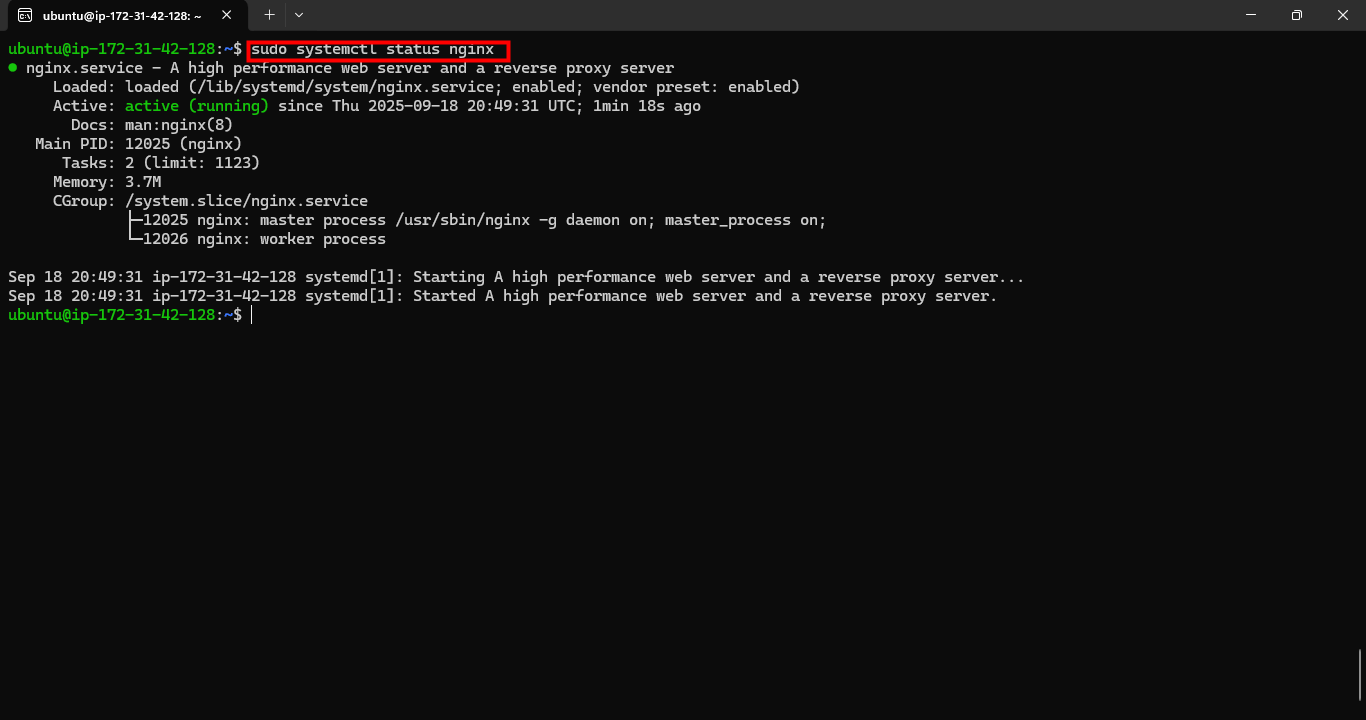 ubuntu@ip-172-31-42-128: ~
ubuntu@ip-172-31-42-128:~$ sudo systemctl status nginx
● nginx.service - A high performance web server and a reverse proxy server
     Loaded: loaded (/lib/systemd/system/nginx.service; enabled; vendor preset: enabled)
     Active: active (running) since Thu 2025-09-18 20:49:31 UTC; 1min 18s ago
       Docs: man:nginx(8)
   Main PID: 12025 (nginx)
      Tasks: 2 (limit: 1123)
     Memory: 3.7M
     CGroup: /system.slice/nginx.service
             ├─12025 nginx: master process /usr/sbin/nginx -g daemon on; master_process on;
             └─12026 nginx: worker process
Sep 18 20:49:31 ip-172-31-42-128 systemd[1]: Starting A high performance web server and a reverse proxy server...
Sep 18 20:49:31 ip-172-31-42-128 systemd[1]: Started A high performance web server and a reverse proxy server.
ubuntu@ip-172-31-42-128:~$